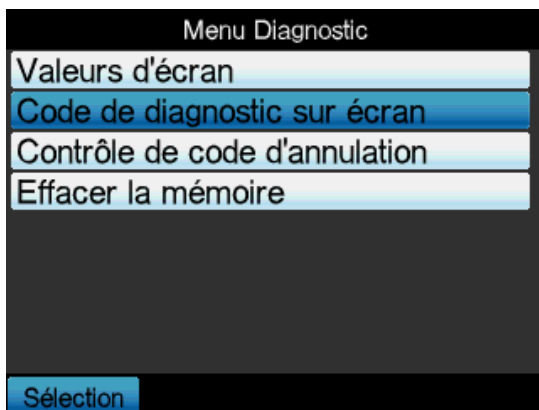 Menu Diagnostic
Valeurs d'écran
Code de diagnostic sur écran
Contrôle de code d'annulation
Effacer la mémoire
Sélection